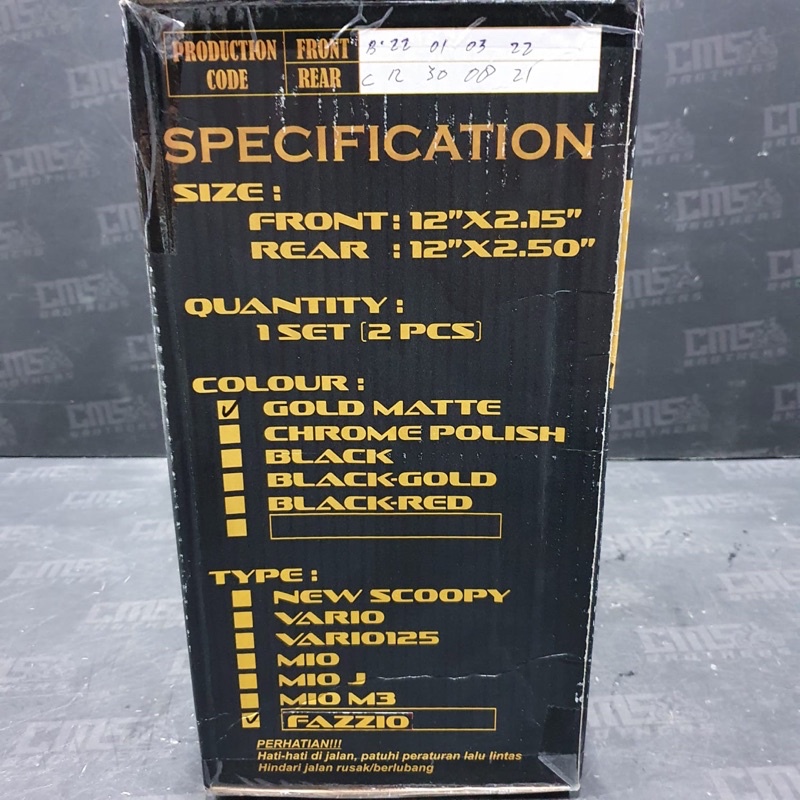 PRODUCTION CODE
FRONT B'22 01 03 22
REAR C 12 30 08 21
SPECIFICATION
SIZE :
FRONT : 12"X2.15"
REAR : 12"X2.50"
QUANTITY :
1 SET (2 PCS)
COLOUR :
GOLD MATTE
CHROME POLISH
BLACK
BLACK-GOLD
BLACK-RED
TYPE :
NEW SCOOPY
VARIO
VARIO125
MIO
MIO J
MIO M3
FAZZIO
PERHATIAN!!!
Hati-hati di jalan, patuhi peraturan lalu lintas
Hindari jalan rusak/berlubang
CMS
BROTHERS